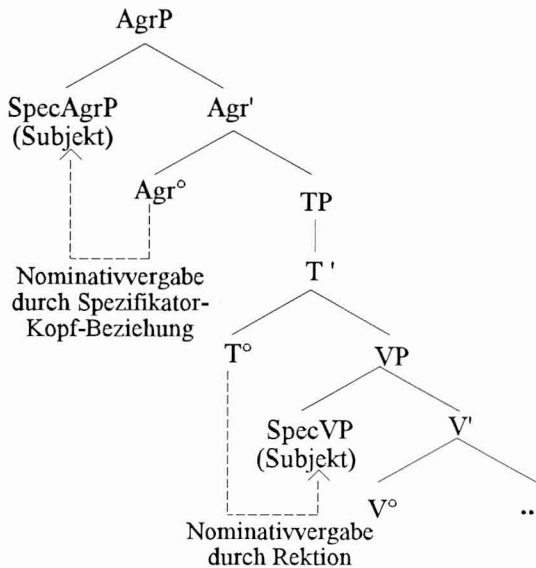 AgrP
SpecAgrP Agr'
(Subjekt)
Agr° TP
Nominativvergabe
durch Spezifikator-
Kopf-Beziehung
T '
T° VP
SpecVP V'
(Subjekt)
V° ..
Nominativvergabe
durch Rektion